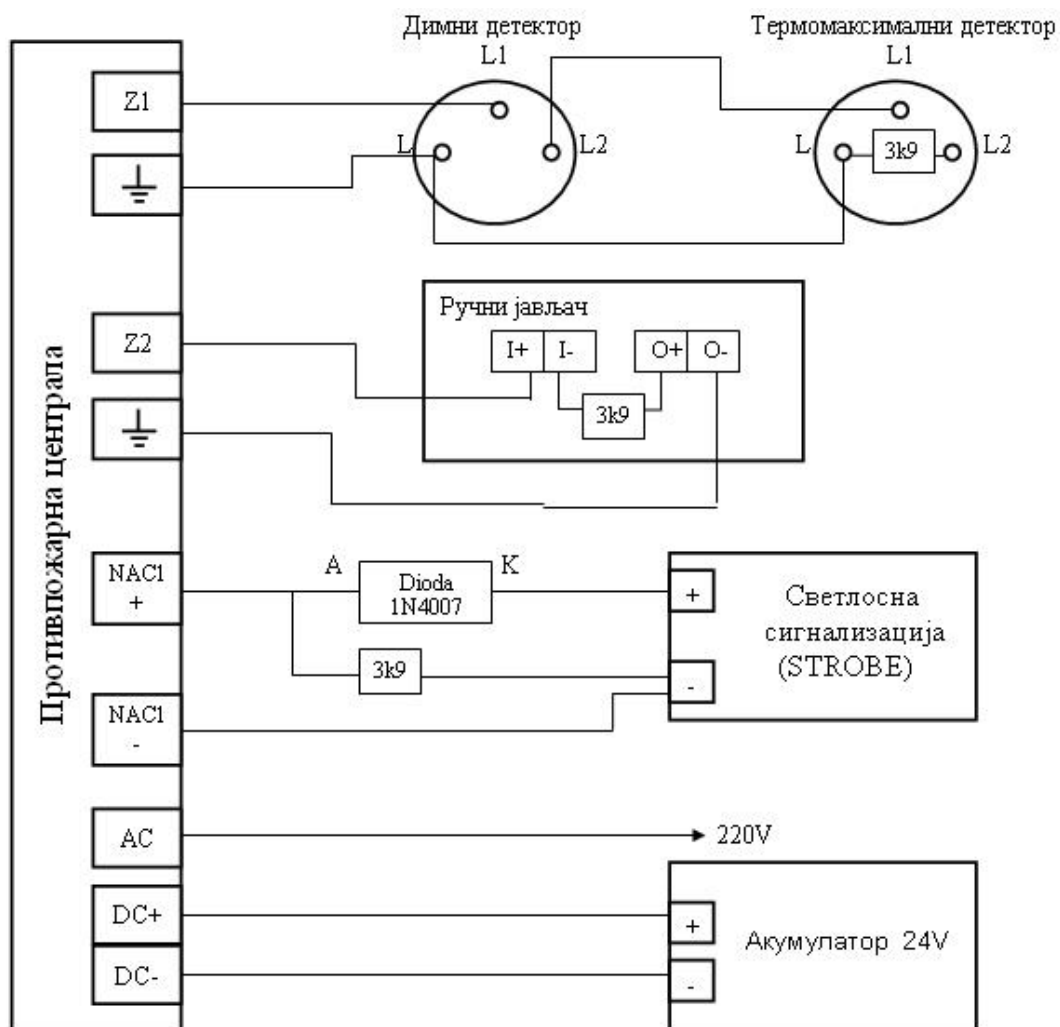 Димни детектор
L1
Термомаксимални детектор
L1
Z1
L
L2
L
3k9
L2
Ручни јављач
Z2
I+ I-
O+ O-
3k9
Противпожарна централа
NAC1
+
A
Dioda
1N4007
K
+
Светлосна
сигнализација
(STROBE)
3k9
-
NAC1
-
AC
220V
DC+
+
Акумулатор 24V
DC-
-